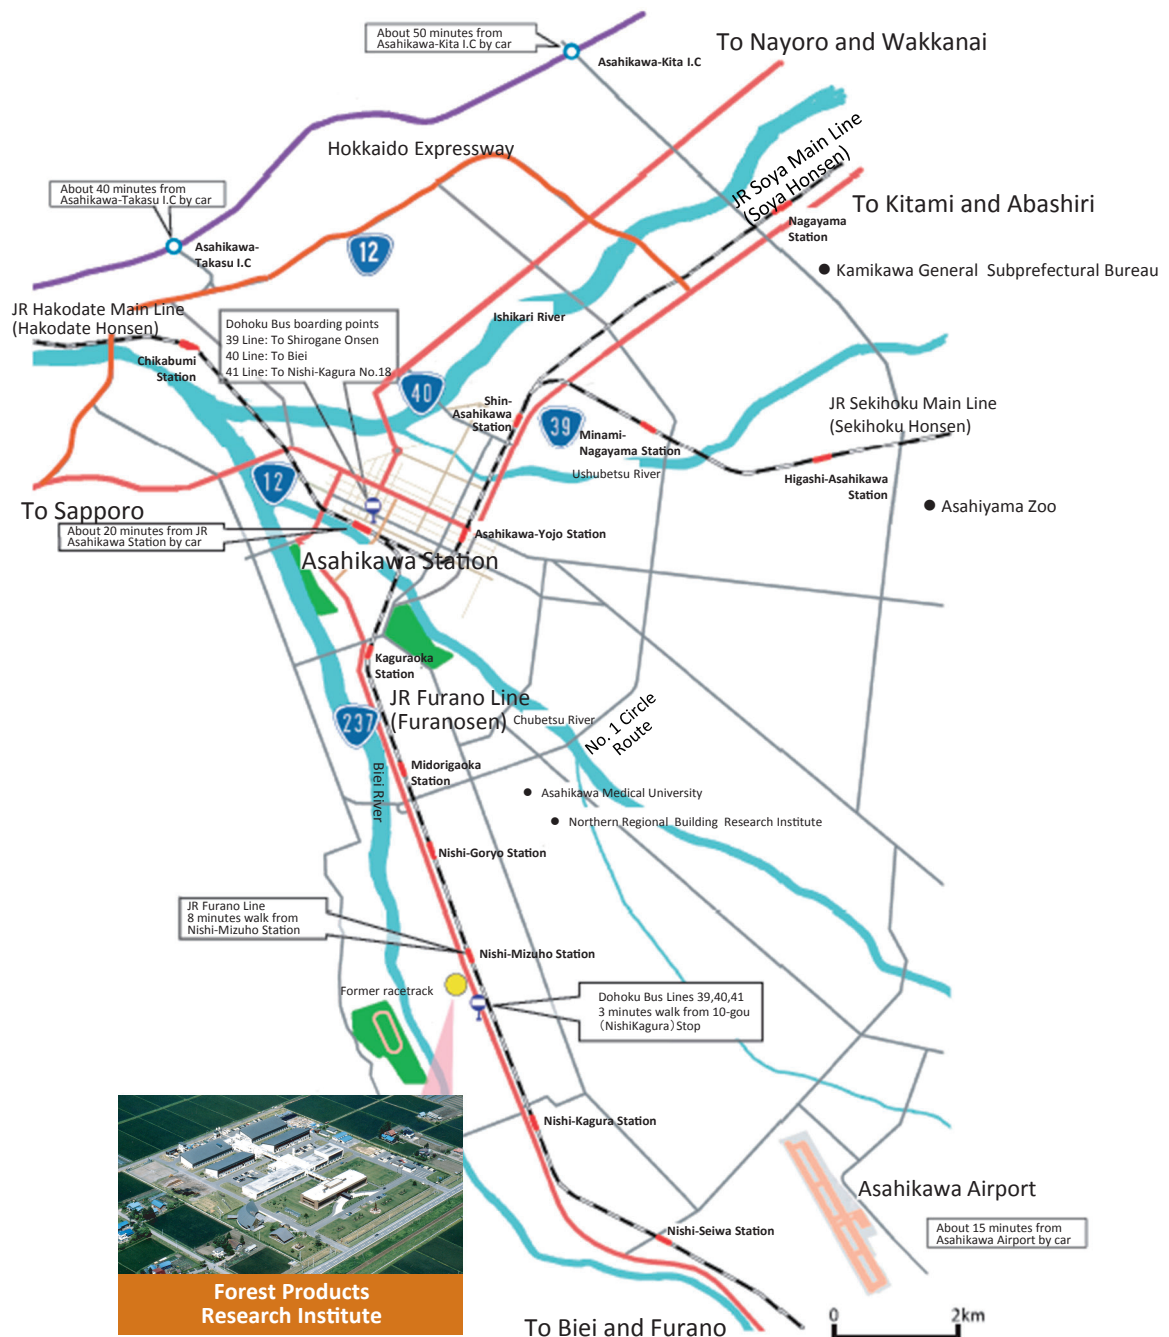 About 50 minutes from
Asahikawa-Kita I.C by car
Asahikawa-Kita I.C
To Nayoro and Wakkanai
Hokkaido Expressway
JR Soya Main Line
(Soya Honsen)
About 40 minutes from
Asahikawa-Takasu I.C by car
To Kitami and Abashiri
Nagayama
Station
Asahikawa-
Takasu I.C
12
Kamikawa General Subprefectural Bureau
JR Hakodate Main Line
(Hakodate Honsen)
Dohoku Bus boarding points
39 Line: To Shirogane Onsen
40 Line: To Biei
41 Line: To Nishi-Kagura No.18
Ishikari River
Chikabumi
Station
40
Shin-
Asahikawa
Station
39
JR Sekihoku Main Line
(Sekihoku Honsen)
Minami-
Nagayama Station
Ushubetsu River
Higashi-Asahikawa
Station
12
To Sapporo
Asahiyama Zoo
About 20 minutes from JR
Asahikawa Station by car
Asahikawa-Yojo Station
Asahikawa Station
Kaguraoka
Station
JR Furano Line
(Furanosen)
237
Chubetsu River
No. 1 Circle
Route
Biei River
Midorigaoka
Station
Asahikawa Medical University
Northern Regional Building Research Institute
Nishi-Goryo Station
JR Furano Line
8 minutes walk from
Nishi-Mizuho Station
Nishi-Mizuho Station
Former racetrack
Dohoku Bus Lines 39,40,41
3 minutes walk from 10-gou
(NishiKagura) Stop
Nishi-Kagura Station
Asahikawa Airport
About 15 minutes from
Asahikawa Airport by car
Nishi-Seiwa Station
Forest Products
Research Institute
To Biei and Furano
0 2km